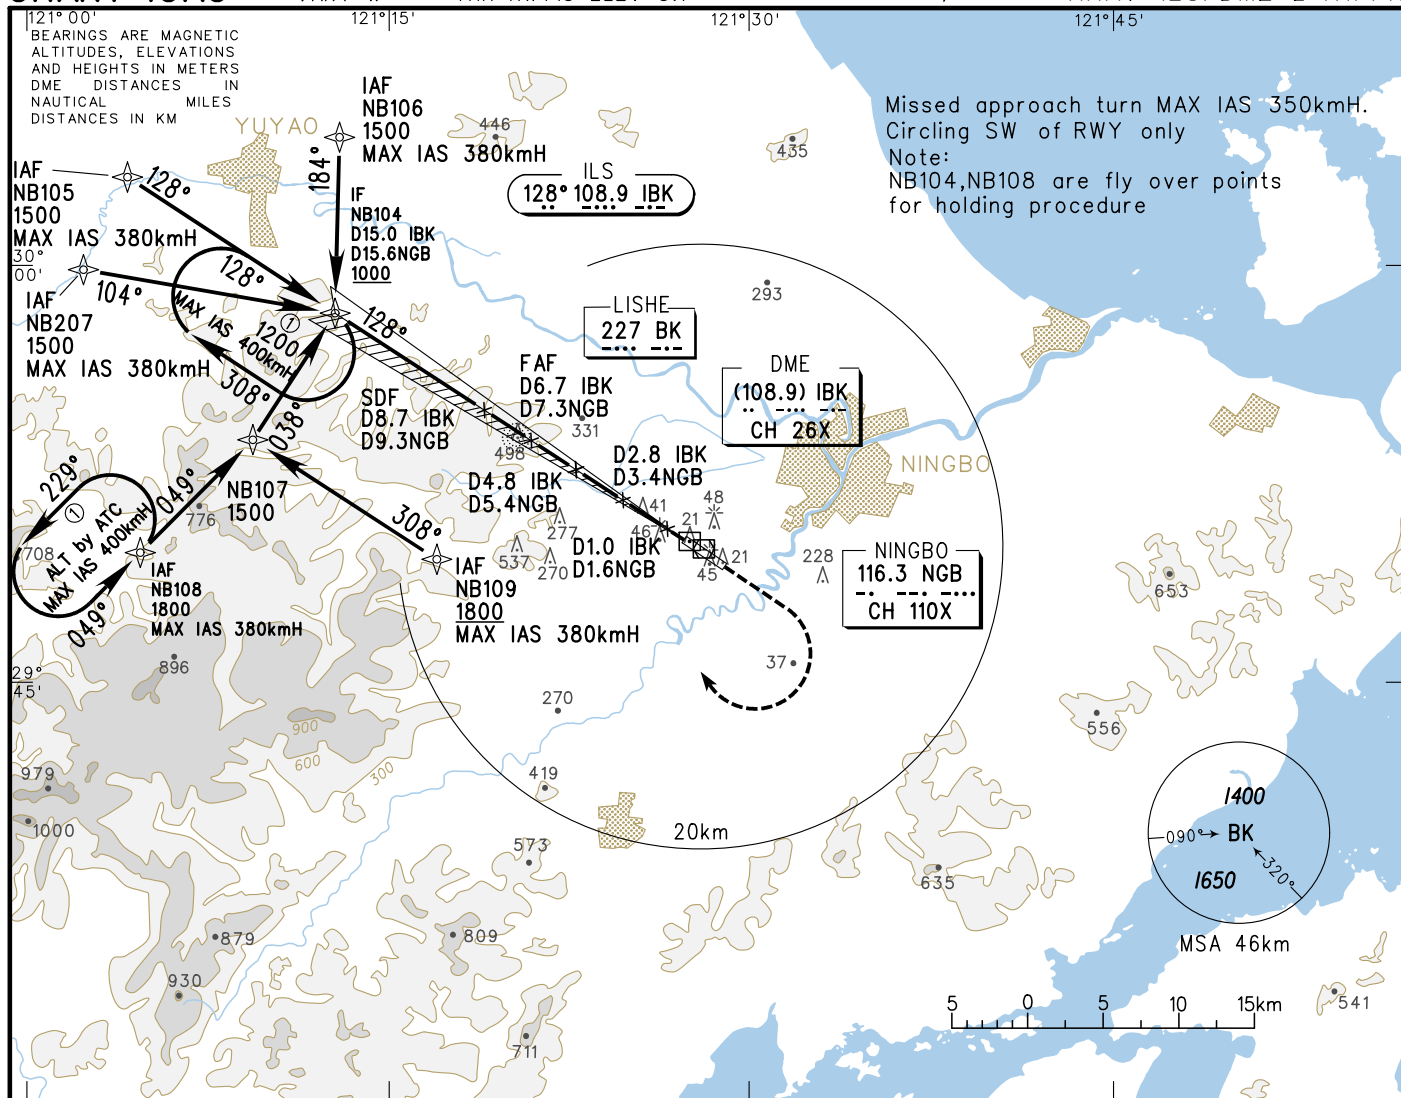 121° 00'
121°15'
121°30'
121°45'
BEARINGS ARE MAGNETIC
ALTITUDES, ELEVATIONS
AND HEIGHTS IN METERS
DME DISTANCES IN
NAUTICAL MILES
DISTANCES IN KM
YUYAO
IAF
NB106
1500
MAX IAS 380kmH
184°
446
435
Missed approach turn MAX IAS 350kmH.
Circling SW of RWY only
Note:
NB104,NB108 are fly over points
for holding procedure
ILS
128° 108.9 IBK
IAF
NB105
1500
MAX IAS 380kmH
128°
IF
NB104
D15.0 IBK
D15.6NGB
1000
30°
00'
128°
104°
IAF
NB207
1500
MAX IAS 380kmH
MAX IAS 400kmH
1200
①
308°
038°
128°
293
LISHE
227 BK
DME
(108.9) IBK
CH 26X
FAF
D6.7 IBK
D7.3NGB
331
SDF
D8.7 IBK
D9.3NGB
498
NINGBO
D2.8 IBK
D3.4NGB
D4.8 IBK
D5.4NGB
41
48
21
46
277
537
270
D1.0 IBK
D1.6NGB
45
21
228
NINGBO
116.3 NGB
CH 110X
653
229°
①
ALT by ATC
MAX IAS 400kmH
049°
708
049°
776
NB107
1500
308°
IAF
NB108
1800
MAX IAS 380kmH
IAF
NB109
1800
MAX IAS 380kmH
896
37
29°
45'
270
556
900
600
300
979
1000
419
20km
573
635
1400
090°
BK
320°
1650
MSA 46km
879
809
930
711
541
5 0 5 10 15km